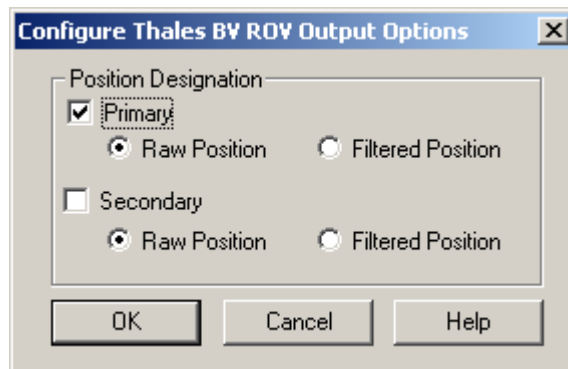 Configure Thales BV ROV Output Options
Position Designation
Primary
Raw Position Filtered Position
Secondary
Raw Position Filtered Position
OK Cancel Help